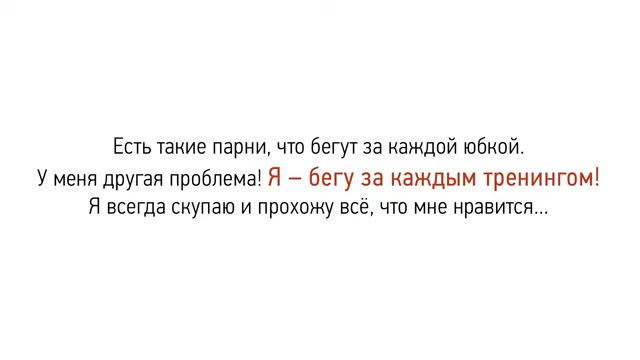 Есть такие парни, что бегут за каждой юбкой.
У меня другая проблема! Я – бегу за каждым тренингом!
Я всегда скупаю и прохожу всё, что мне нравится...